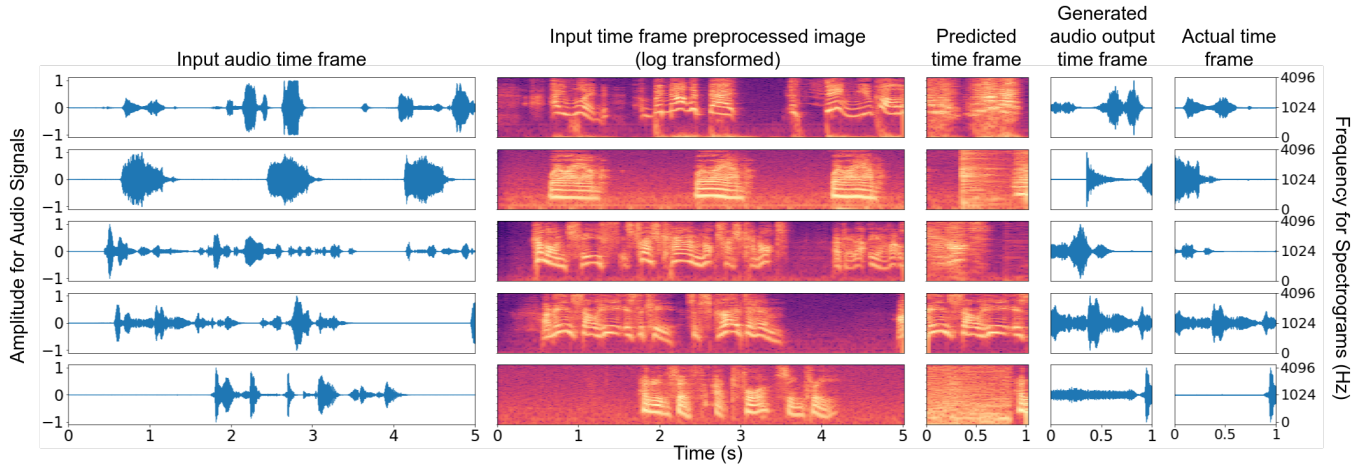 Generated
Input time frame preprocessed image Predicted audio output Actual time
Input audio time frame (log transformed) time frame time frame frame
1 4096
0 1024
−1 0
1 4096
0 1024
−1 0
1 4096
0 1024
−1 0
1 4096
0 1024
−1 0
1 4096
0 1024
−1 0
0 1 2 3 4 5 0 1 2 3 4 5 0 0.5 1 0 0.5 1 0 0.5 1
Time (s)
Amplitude for Audio Signals
Frequency for Spectrograms (Hz)